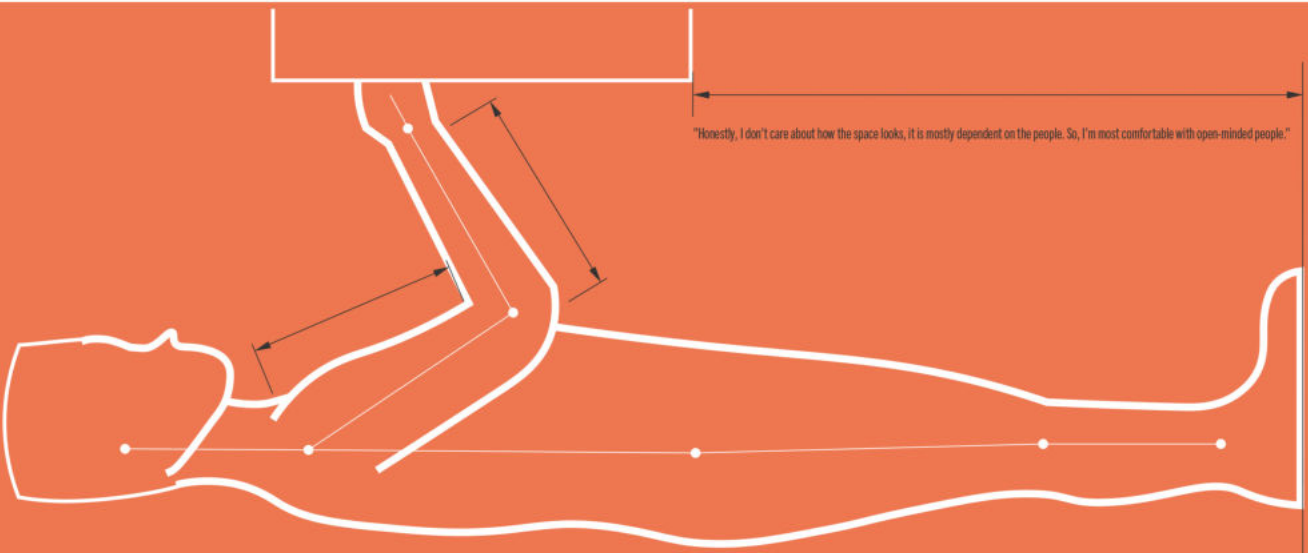 "Honestly, I don't care about how the space looks, it is mostly dependent on the people. So, I'm most comfortable with open-minded people."